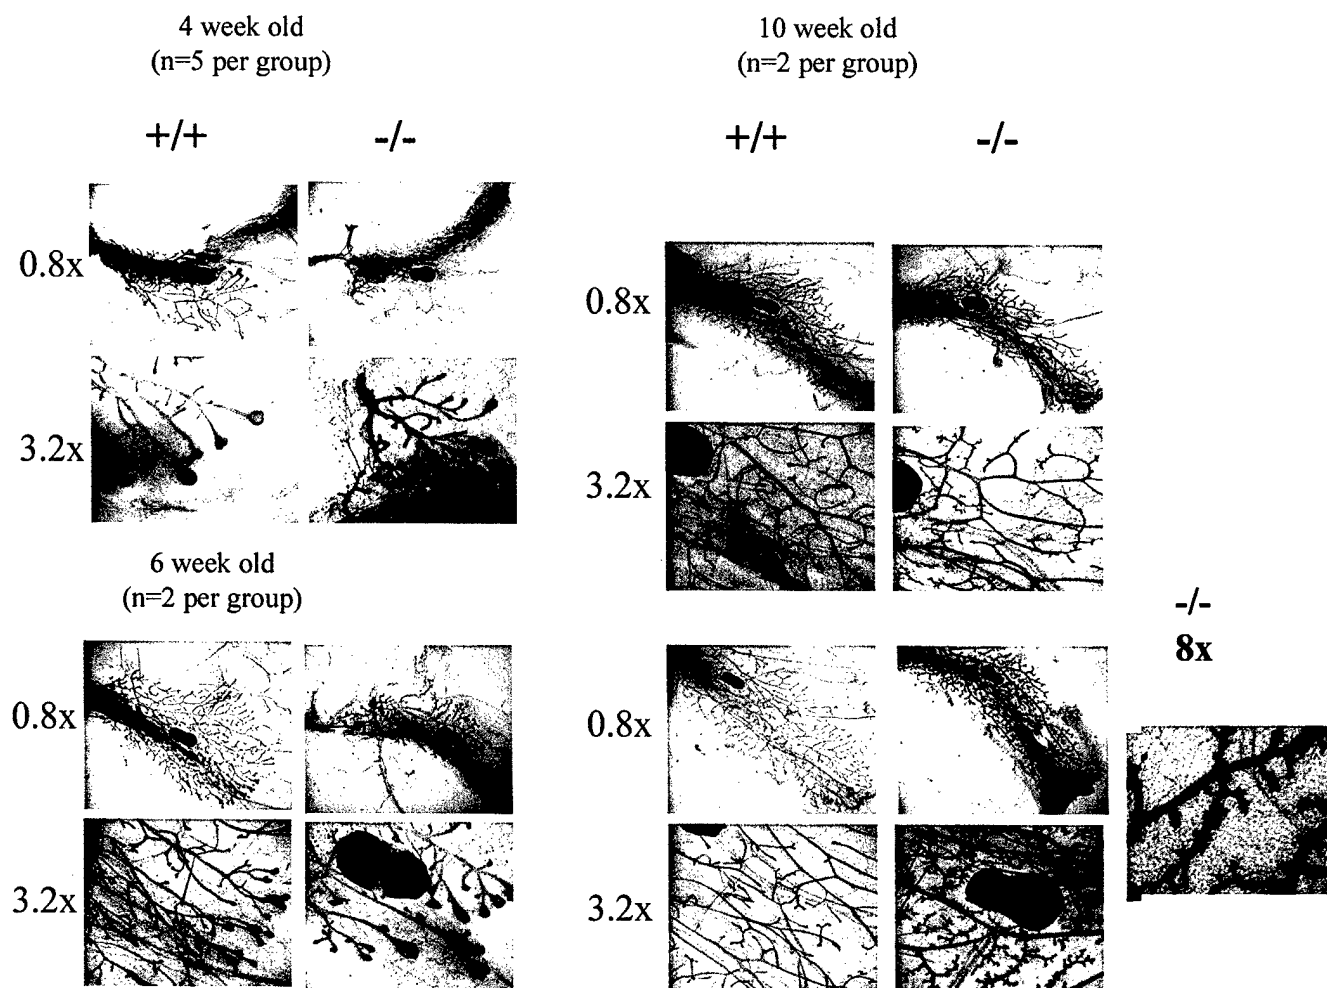 4 week old
(n=5 per group)
+/+
-/-
0.8x
3.2x
6 week old
(n=2 per group)
0.8x
3.2x
10 week old
(n=2 per group)
+/+
-/-
0.8x
3.2x
0.8x
3.2x
-/-
8x